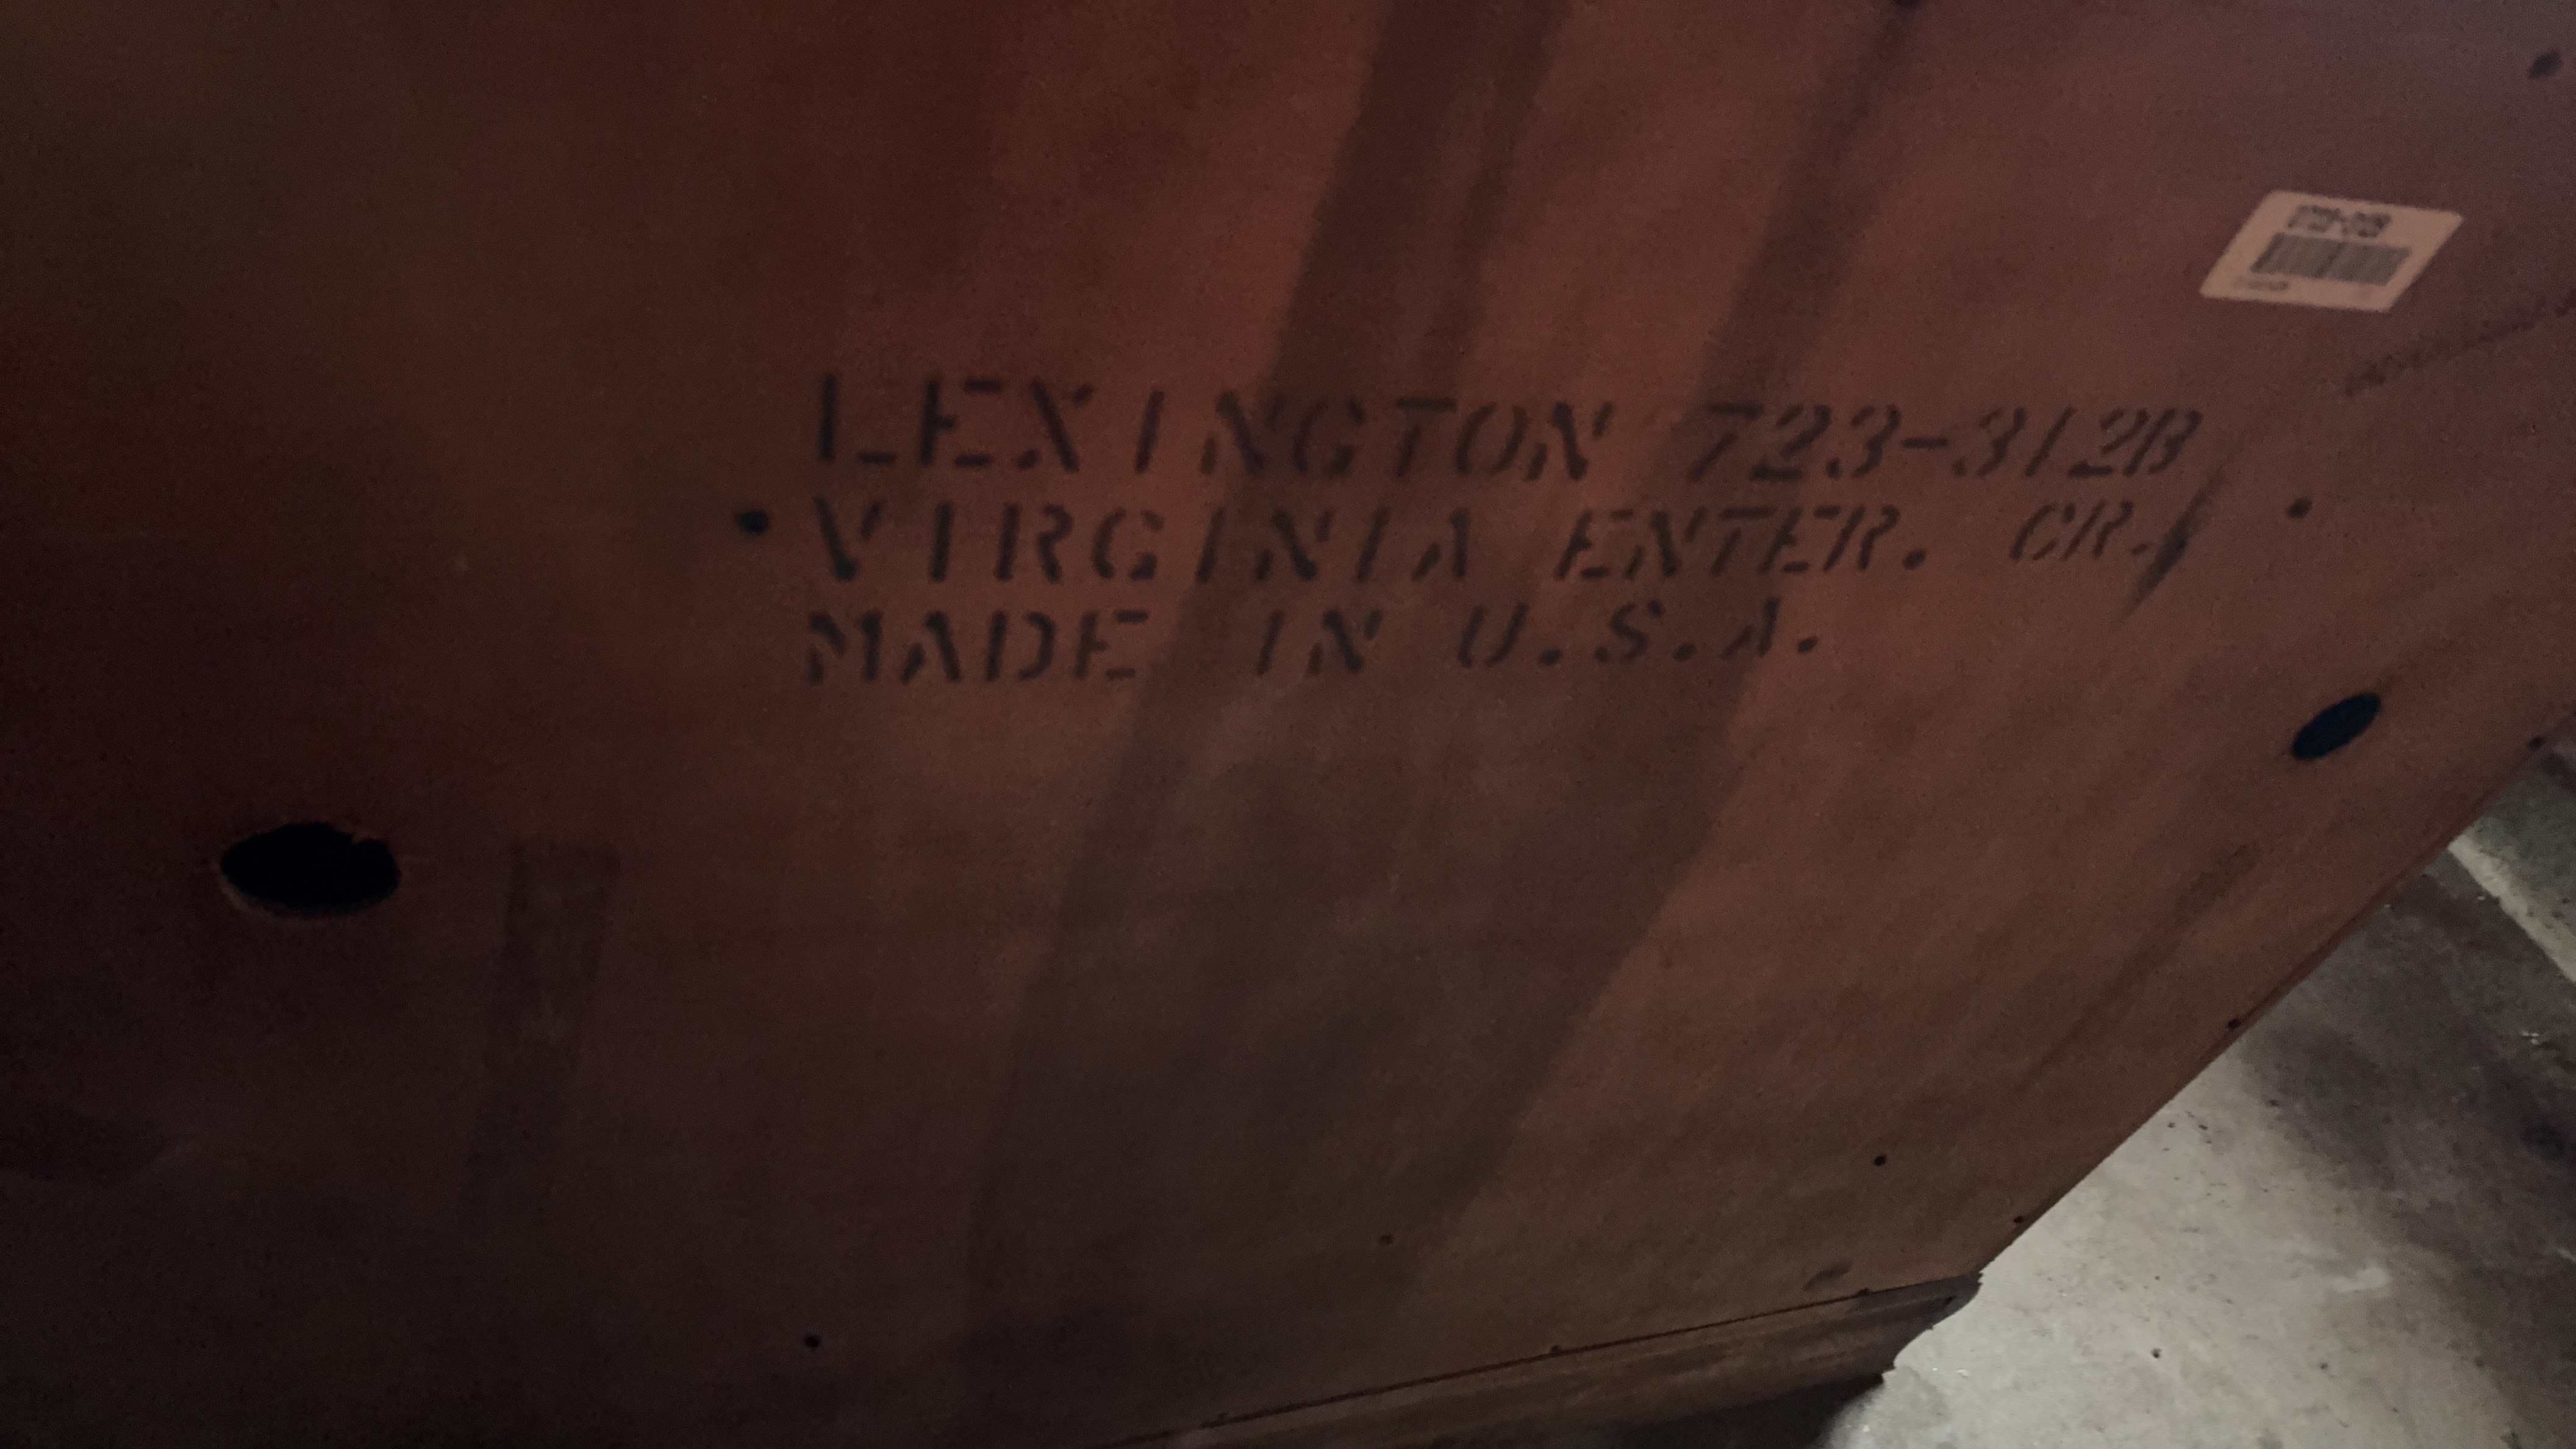 LEXINGTON 723-312B
VIRGINIA ENTER. CR.
MADE IN U.S.A.